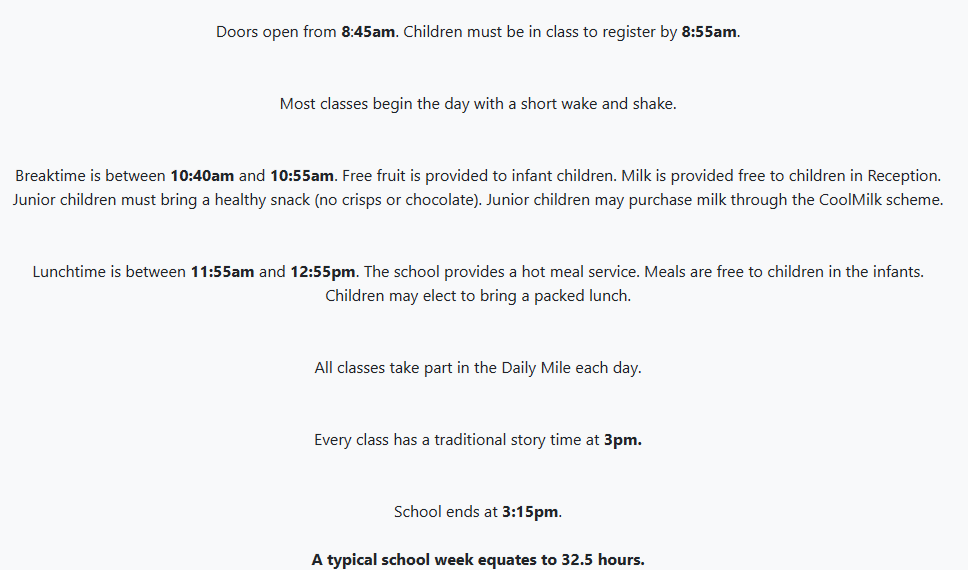 Doors open from 8:45am. Children must be in class to register by 8:55am.
Most classes begin the day with a short wake and shake.
Breaktime is between 10:40am and 10:55am. Free fruit is provided to infant children. Milk is provided free to children in Reception.
Junior children must bring a healthy snack (no crisps or chocolate). Junior children may purchase milk through the CoolMilk scheme.
Lunchtime is between 11:55am and 12:55pm. The school provides a hot meal service. Meals are free to children in the infants.
Children may elect to bring a packed lunch.
All classes take part in the Daily Mile each day.
Every class has a traditional story time at 3pm.
School ends at 3:15pm.
A typical school week equates to 32.5 hours.